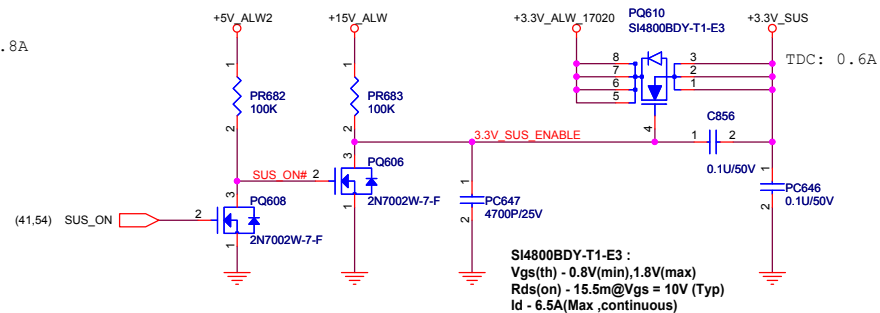 .8A
+5V_ALW2
+15V_ALW
+3.3V_ALW_17020
PQ610
SI4800BDY-T1-E3
+3.3V_SUS
TDC: 0.6A
8
7
6
5
3
2
1
4
1
PR682
100K
2
1
PR683
100K
2
3.3V_SUS_ENABLE
C856
1
2
0.1U/50V
SUS_ON#
2
3
PQ606
2N7002W-7-F
1
1
PC647
4700P/25V
2
1
PC646
0.1U/50V
2
(41,54)
SUS_ON
2
3
PQ608
2N7002W-7-F
1
SI4800BDY-T1-E3 :
Vgs(th) - 0.8V(min),1.8V(max)
Rds(on) - 15.5m@Vgs = 10V (Typ)
Id - 6.5A(Max ,continuous)